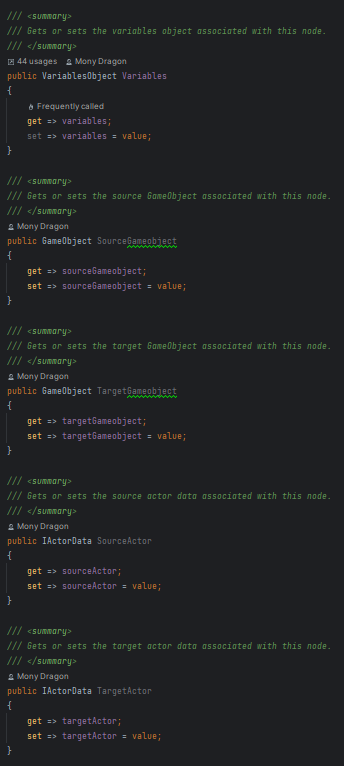 /// <summary>
/// Gets or sets the variables object associated with this node.
/// </summary>
44 usages Mony Dragon
public VariablesObject Variables
{
Frequently called
get => variables;
set => variables = value;
}
/// <summary>
/// Gets or sets the source GameObject associated with this node.
/// </summary>
Mony Dragon
public GameObject SourceGameobject
{
get => sourceGameobject;
set => sourceGameobject = value;
}
/// <summary>
/// Gets or sets the target GameObject associated with this node.
/// </summary>
Mony Dragon
public GameObject TargetGameobject
{
get => targetGameobject;
set => targetGameobject = value;
}
/// <summary>
/// Gets or sets the source actor data associated with this node.
/// </summary>
Mony Dragon
public IActorData SourceActor
{
get => sourceActor;
set => sourceActor = value;
}
/// <summary>
/// Gets or sets the target actor data associated with this node.
/// </summary>
Mony Dragon
public IActorData TargetActor
{
get => targetActor;
set => targetActor = value;
}